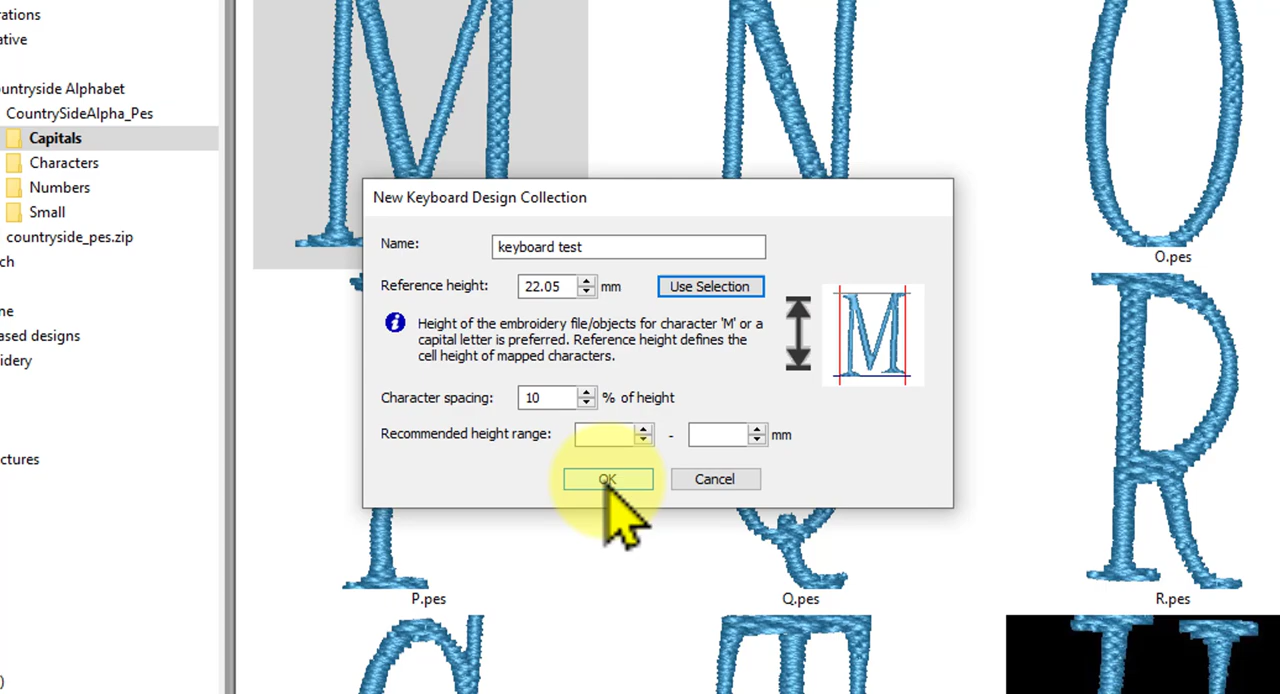 rations
ative
untryside Alphabet
CountrySideAlpha_Pes
Capitals
Characters
Numbers
Small
countryside_pes.zip
ch
me
ased designs
idery
ctures
)
New Keyboard Design Collection
Name:
keyboard test
Reference height:
22.05
mm
Use Selection
Height of the embroidery file/objects for character 'M' or a
capital letter is preferred. Reference height defines the
cell height of mapped characters.
M
Character spacing:
10
% of height
Recommended height range:
-
mm
OK
Cancel
M
N
O
O.pes
P.pes
Q
Q.pes
R
R.pes